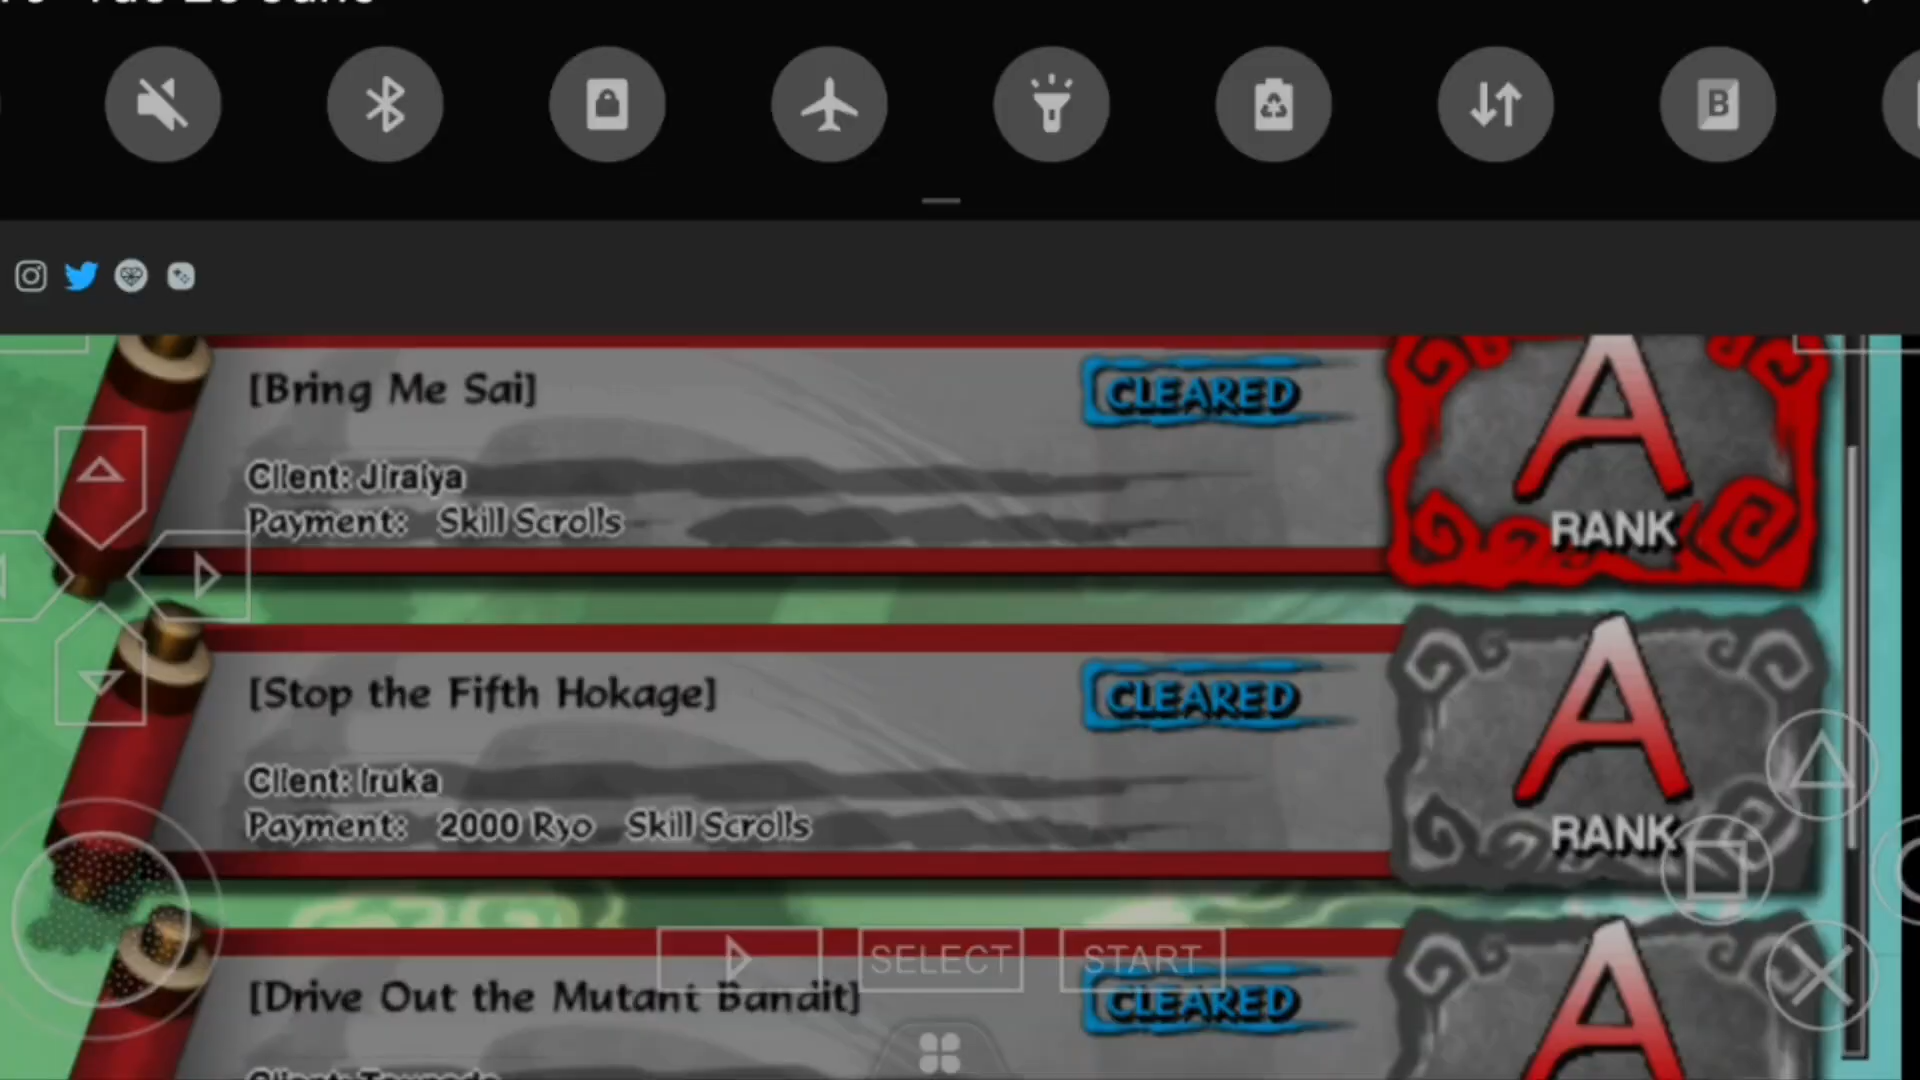 [Bring Me Sai]
CLEARED
A
RANK
Client: Jiraiya
Payment: Skill Scrolls
[Stop the Fifth Hokage]
CLEARED
A
RANK
Client: Iruka
Payment: 2000 Ryo Skill Scrolls
SELECT
START
[Drive Out the Mutant Bandit]
CLEARED
A
Client:
B